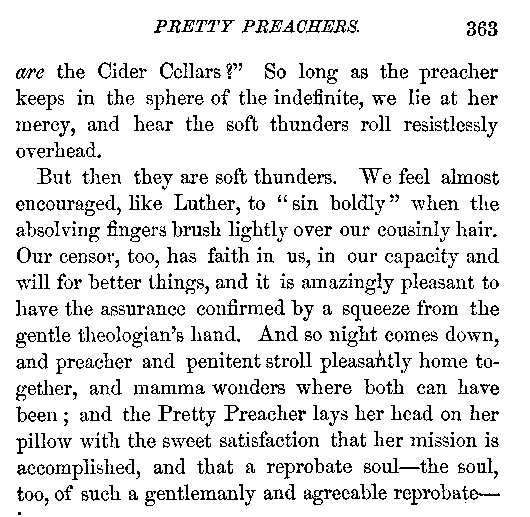 PRETTY PREACHERS. 363
are the Cider Cellars?” So long as the preacher
keeps in the sphere of the indefinite, we lie at her
mercy, and hear the soft thunders roll resistlessly
overhead.
But then they are soft thunders. We feel almost
encouraged, like Luther, to “sin boldly” when the
absolving fingers brush lightly over our cousinly hair.
Our censor, too, has faith in us, in our capacity and
will for better things, and it is amazingly pleasant to
have the assurance confirmed by a squeeze from the
gentle theologian’s hand. And so night comes down,
and preacher and penitent stroll pleasantly home to-
gether, and mamma wonders where both can have
been; and the Pretty Preacher lays her head on her
pillow with the sweet satisfaction that her mission is
accomplished, and that a reprobate soul—the soul,
too, of such a gentlemanly and agreeable reprobate—